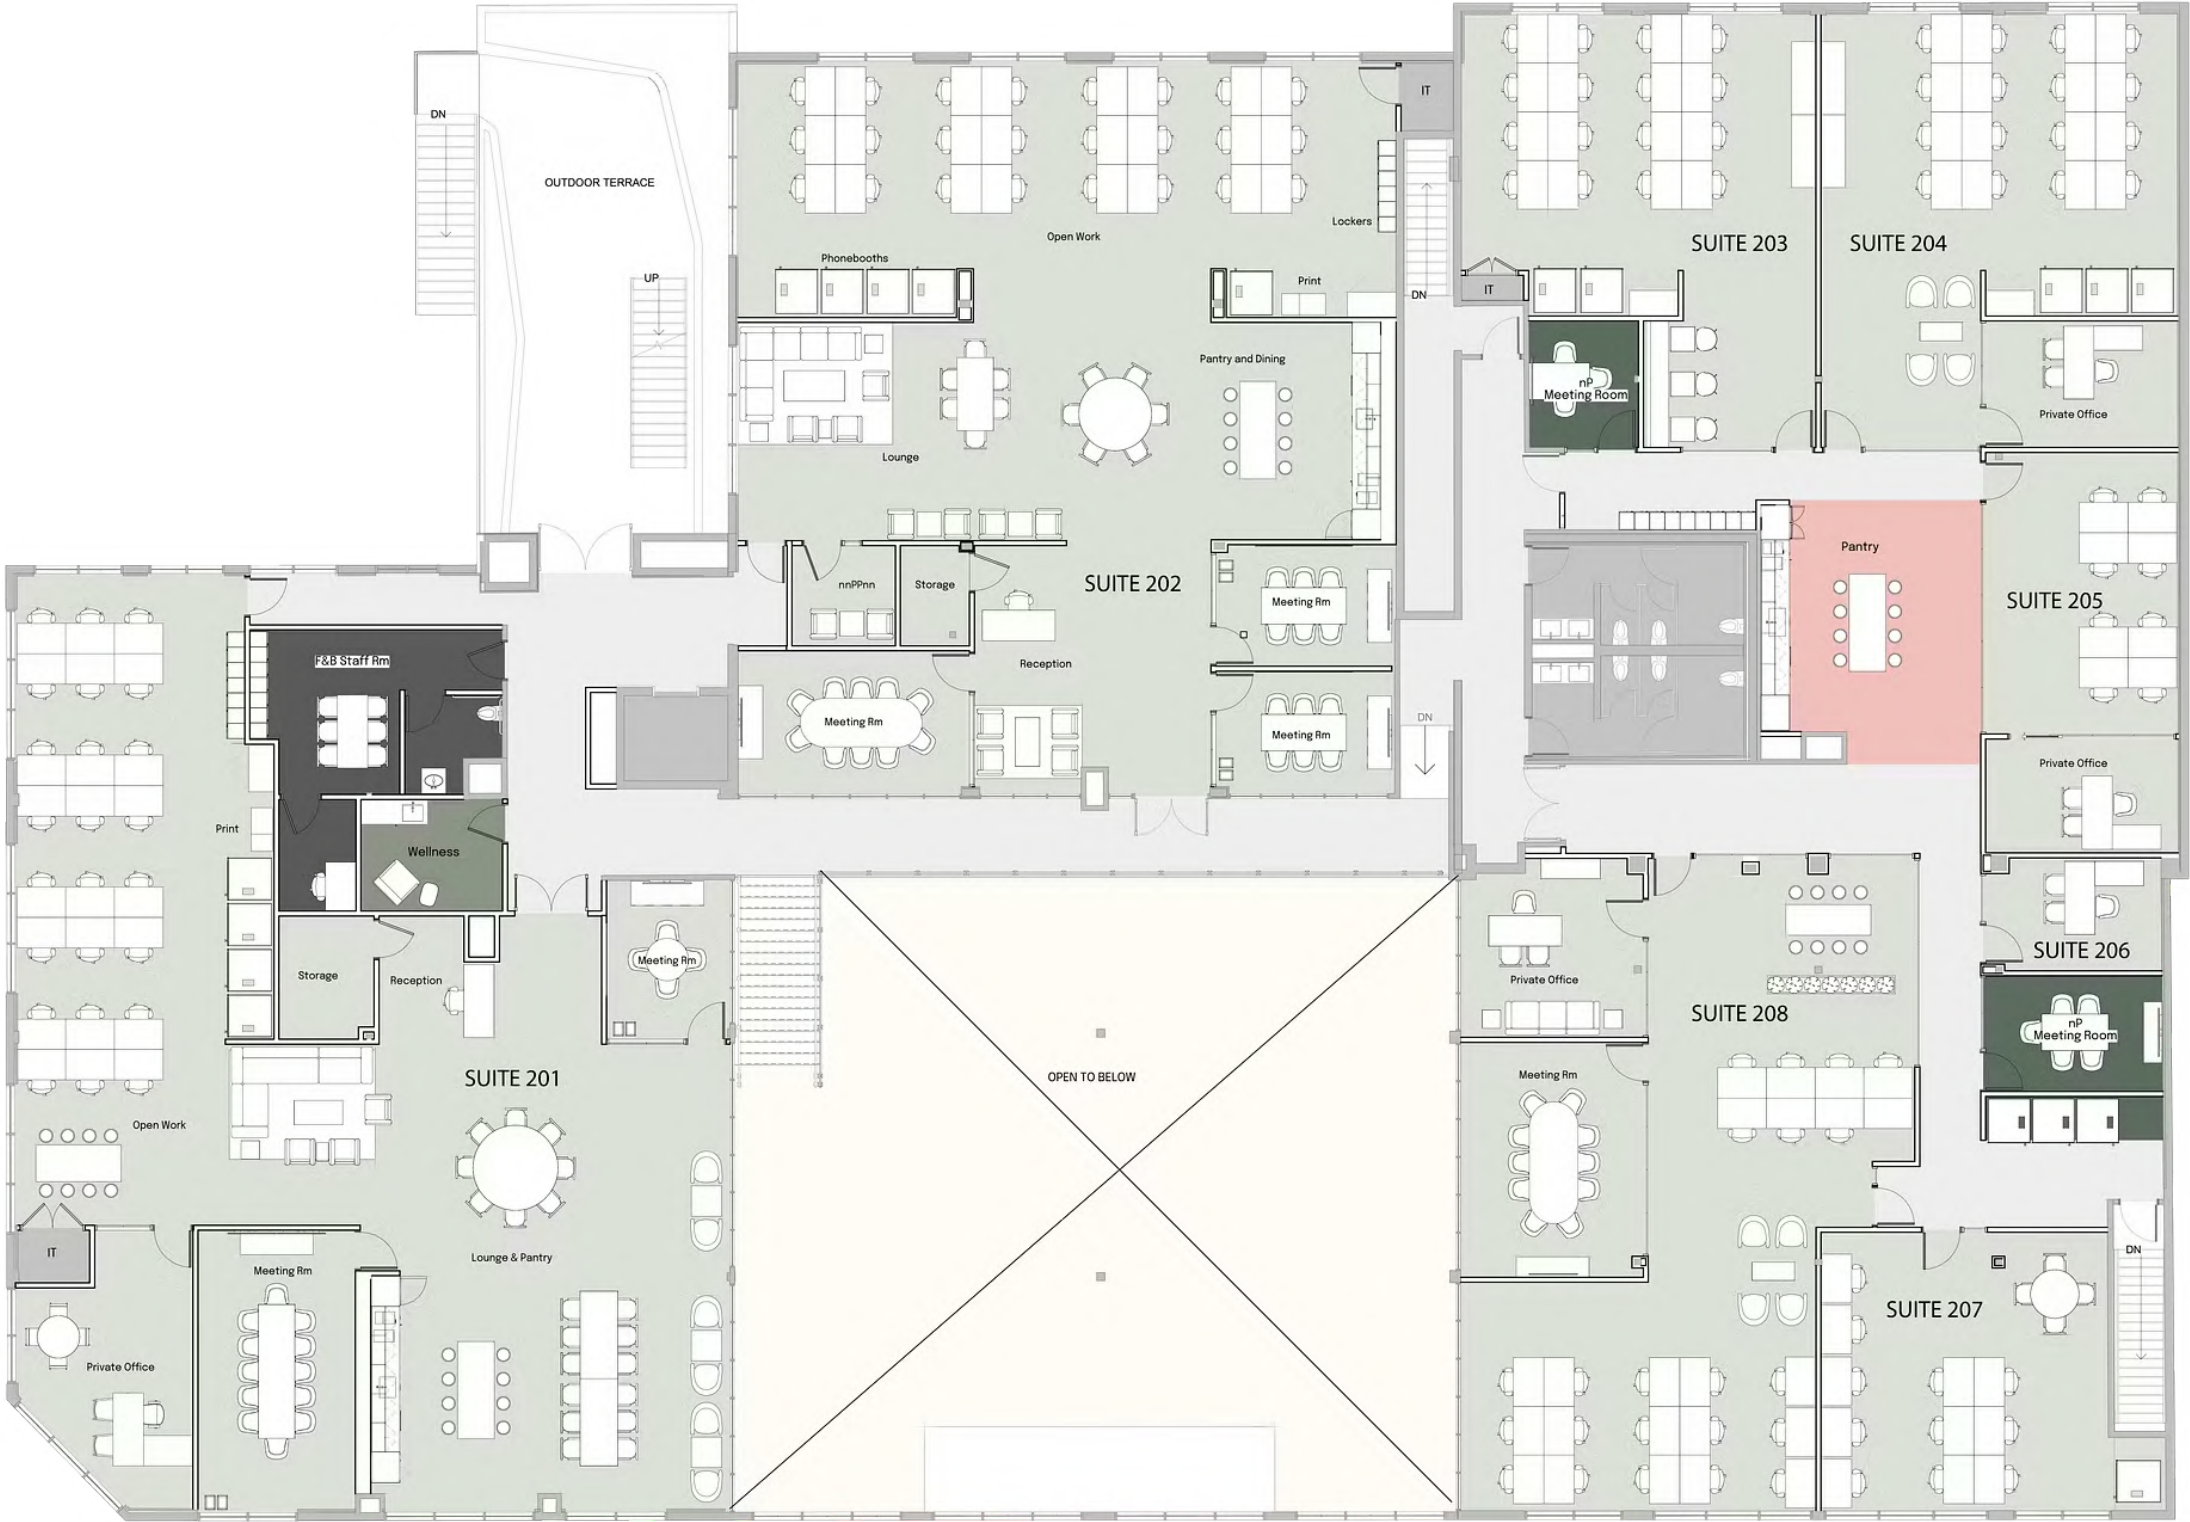 DN
OUTDOOR TERRACE
UP
IT
Lockers
Open Work
Phonebooths
Print
DN
IT
SUITE 203
SUITE 204
nP
Meeting Room
Private Office
Pantry and Dining
Lounge
nnPPnn
Storage
SUITE 202
Meeting Rm
Reception
Meeting Rm
Meeting Rm
DN
Pantry
SUITE 205
Private Office
F&B Staff Rm
Print
Wellness
Storage
Reception
Meeting Rm
SUITE 201
Open Work
IT
Meeting Rm
Lounge & Pantry
Private Office
OPEN TO BELOW
Private Office
SUITE 208
SUITE 206
nP
Meeting Room
Meeting Rm
DN
SUITE 207